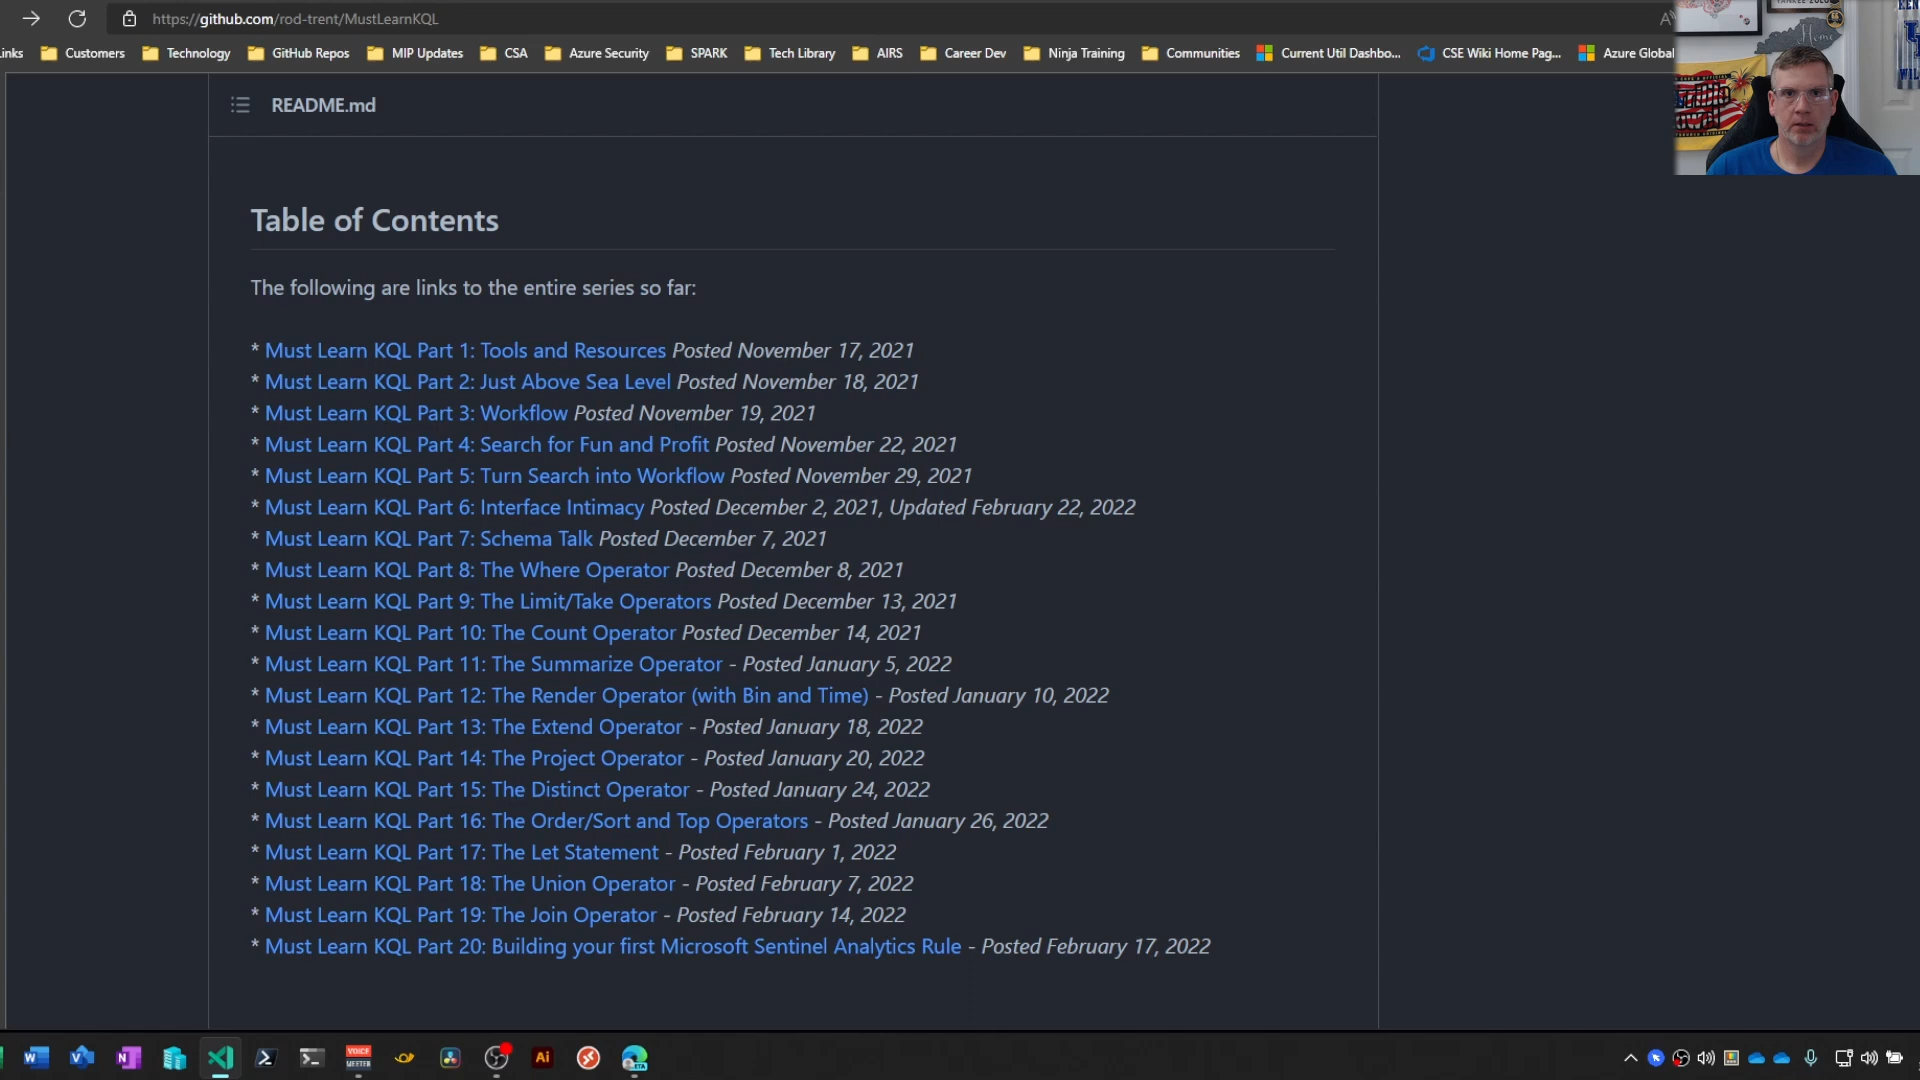 https://github.com/rod-trent/MustLearnKQL
inks Customers Technology GitHub Repos MIP Updates CSA Azure Security SPARK Tech Library AIRS Career Dev Ninja Training Communities Current Util Dashbo... CSE Wiki Home Pag... Azure Global
README.md
Table of Contents
The following are links to the entire series so far:
* Must Learn KQL Part 1: Tools and Resources Posted November 17, 2021
* Must Learn KQL Part 2: Just Above Sea Level Posted November 18, 2021
* Must Learn KQL Part 3: Workflow Posted November 19, 2021
* Must Learn KQL Part 4: Search for Fun and Profit Posted November 22, 2021
* Must Learn KQL Part 5: Turn Search into Workflow Posted November 29, 2021
* Must Learn KQL Part 6: Interface Intimacy Posted December 2, 2021, Updated February 22, 2022
* Must Learn KQL Part 7: Schema Talk Posted December 7, 2021
* Must Learn KQL Part 8: The Where Operator Posted December 8, 2021
* Must Learn KQL Part 9: The Limit/Take Operators Posted December 13, 2021
* Must Learn KQL Part 10: The Count Operator Posted December 14, 2021
* Must Learn KQL Part 11: The Summarize Operator - Posted January 5, 2022
* Must Learn KQL Part 12: The Render Operator (with Bin and Time) - Posted January 10, 2022
* Must Learn KQL Part 13: The Extend Operator - Posted January 18, 2022
* Must Learn KQL Part 14: The Project Operator - Posted January 20, 2022
* Must Learn KQL Part 15: The Distinct Operator - Posted January 24, 2022
* Must Learn KQL Part 16: The Order/Sort and Top Operators - Posted January 26, 2022
* Must Learn KQL Part 17: The Let Statement - Posted February 1, 2022
* Must Learn KQL Part 18: The Union Operator - Posted February 7, 2022
* Must Learn KQL Part 19: The Join Operator - Posted February 14, 2022
* Must Learn KQL Part 20: Building your first Microsoft Sentinel Analytics Rule - Posted February 17, 2022
Home
VOICE
MEETER
Ai
BETA